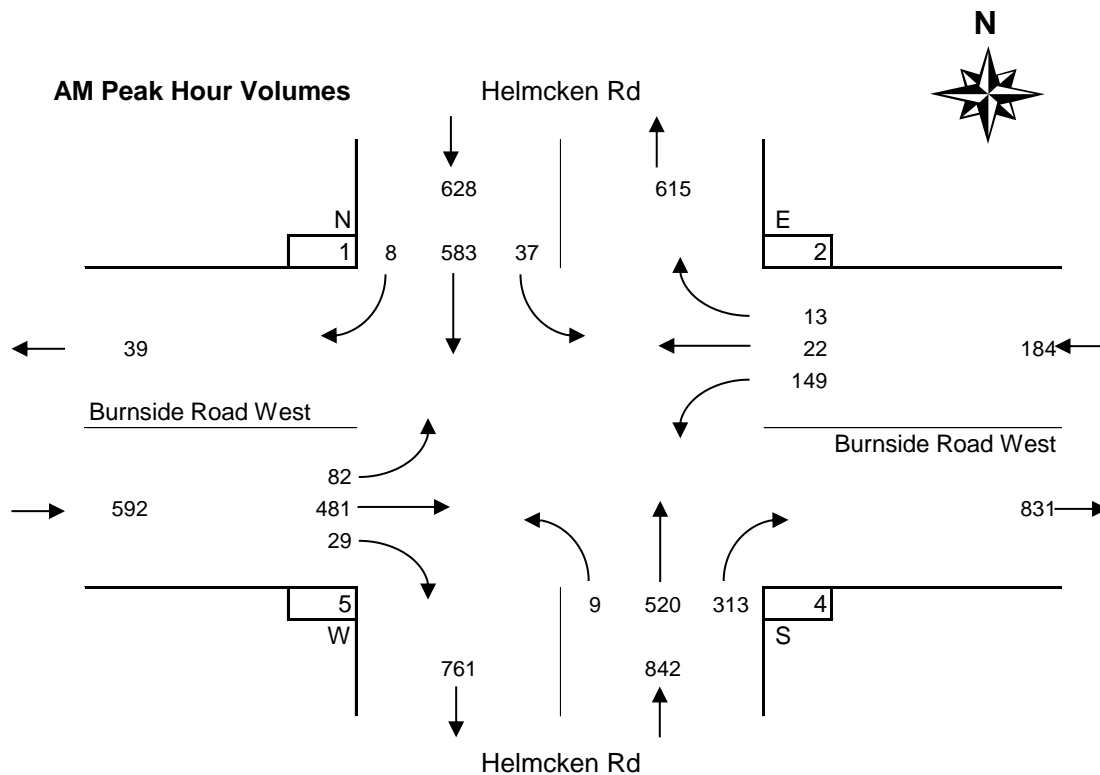 N
AM Peak Hour Volumes
Helmcken Rd
628
615
N
E
1
8
583
37
2
13
39
22
184
149
Burnside Road West
Burnside Road West
82
592
481
831
29
5
9
520
313
4
W
S
761
842
Helmcken Rd